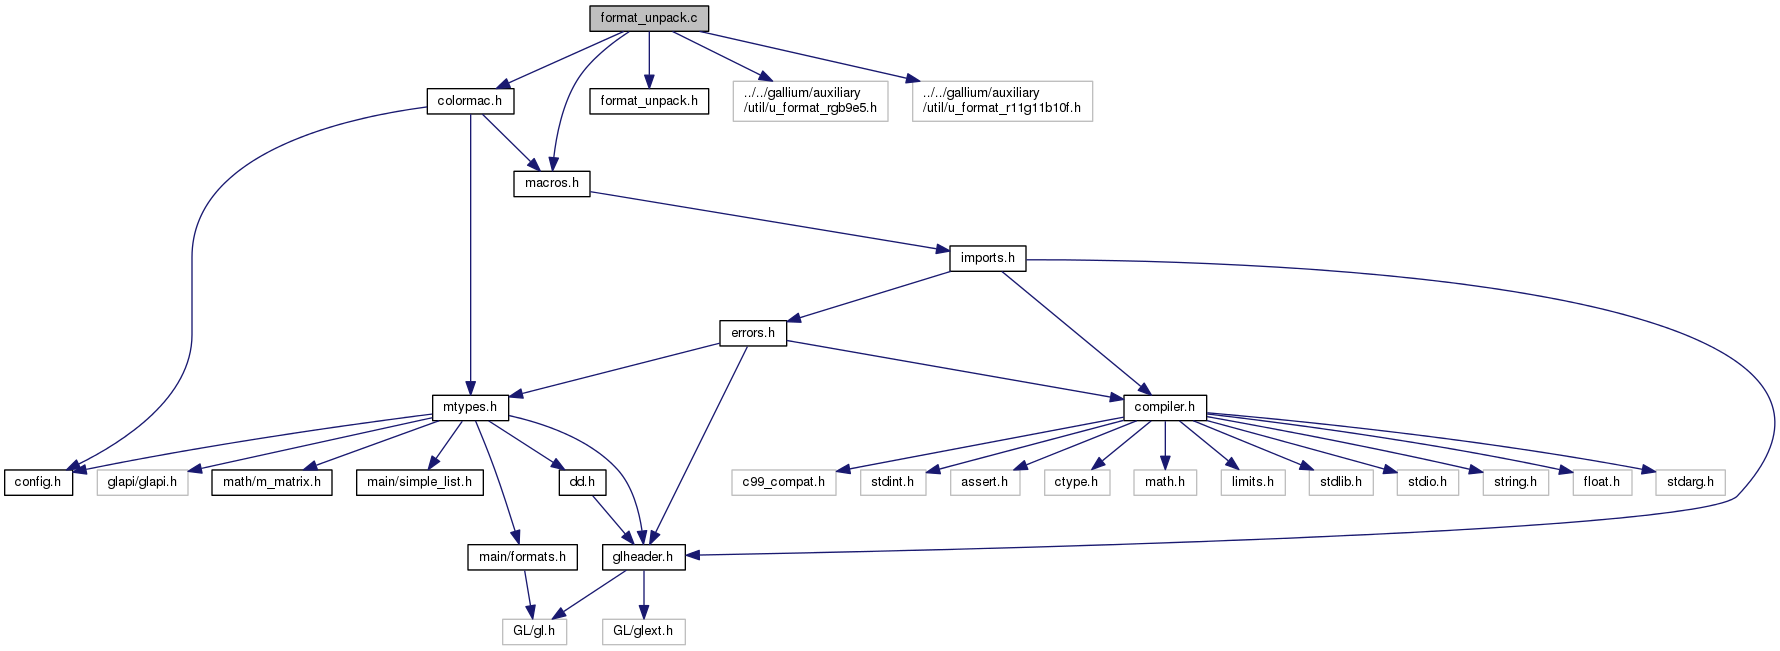 format_unpack.c
colormac.h
format_unpack.h
../../gallium/auxiliary
/util/u_format_rgb9e5.h
../../gallium/auxiliary
/util/u_format_r11g11b10f.h
macros.h
imports.h
errors.h
mtypes.h
compiler.h
config.h
glapi/glapi.h
math/m_matrix.h
main/simple_list.h
dd.h
c99_compat.h
stdint.h
assert.h
ctype.h
math.h
limits.h
stdlib.h
stdio.h
string.h
float.h
stdarg.h
main/formats.h
glheader.h
GL/gl.h
GL/glext.h